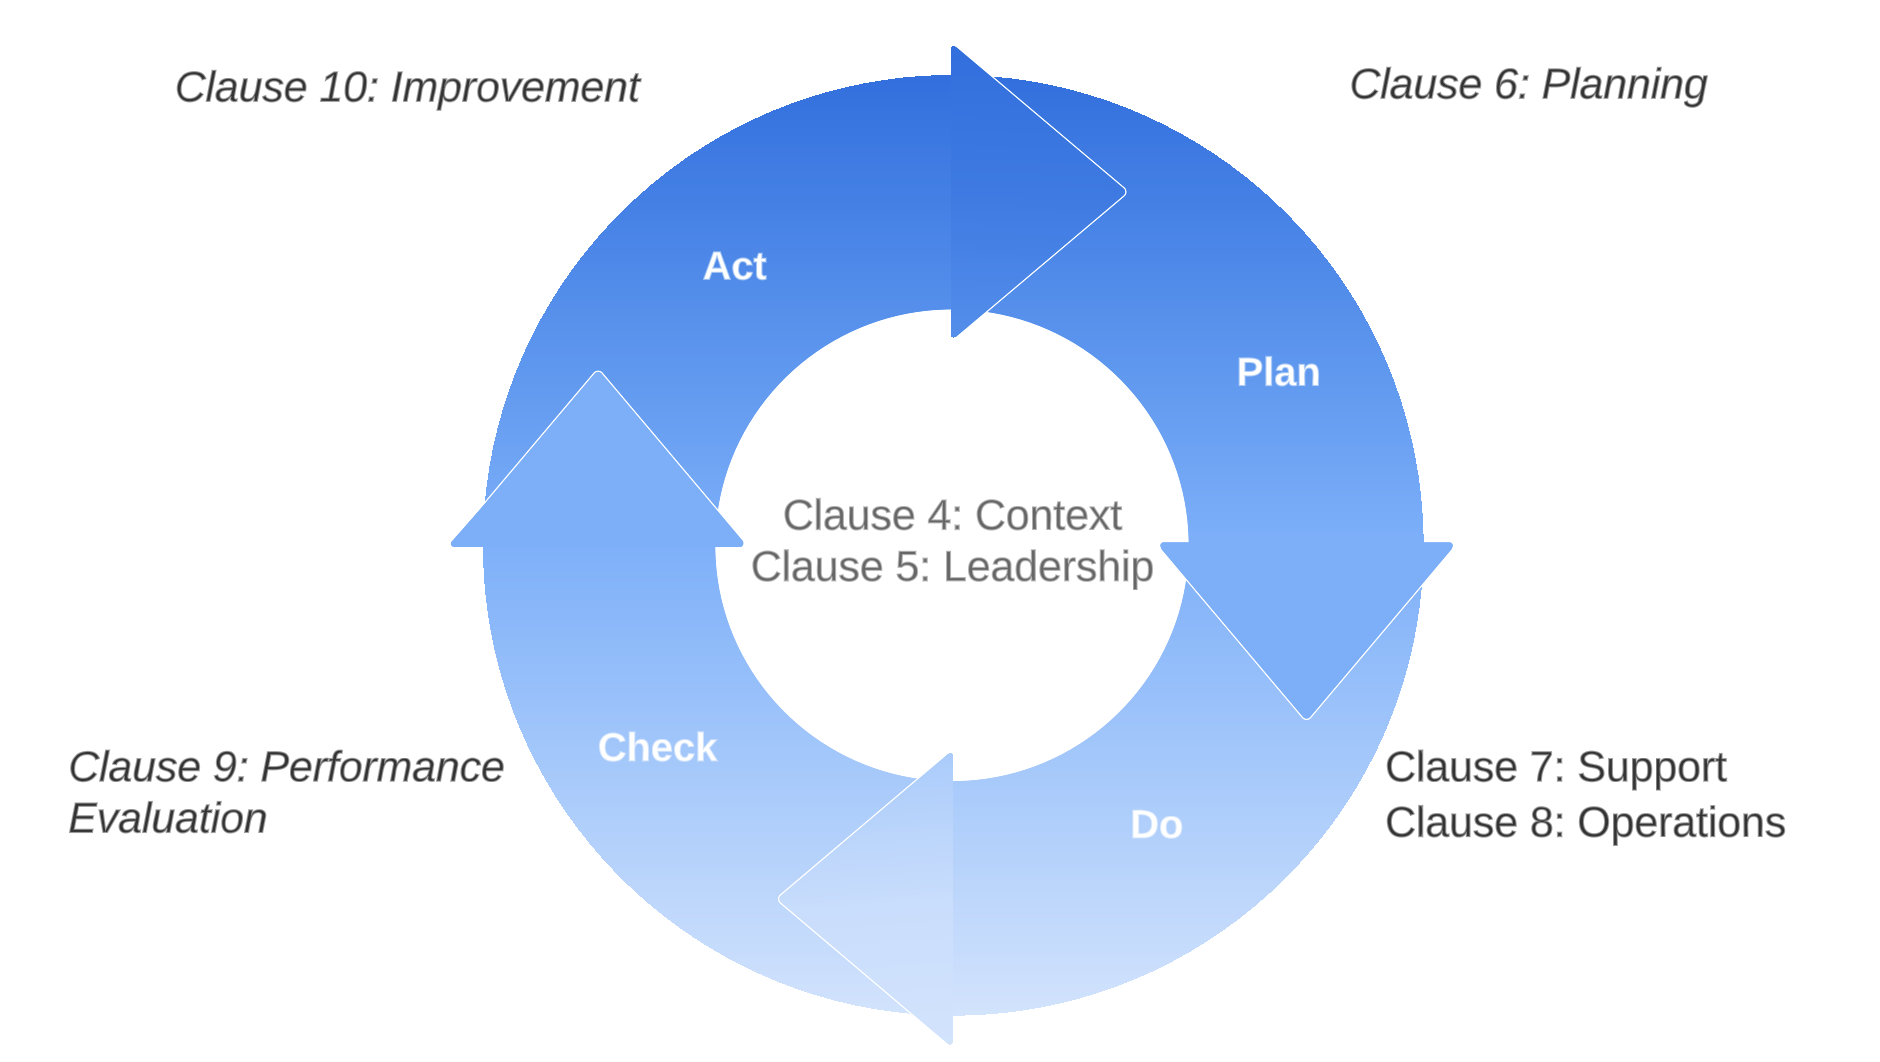 Clause 10: Improvement
Clause 6: Planning
Act
Plan
Clause 4: Context
Clause 5: Leadership
Check
Clause 9: Performance
Evaluation
Do
Clause 7: Support
Clause 8: Operations